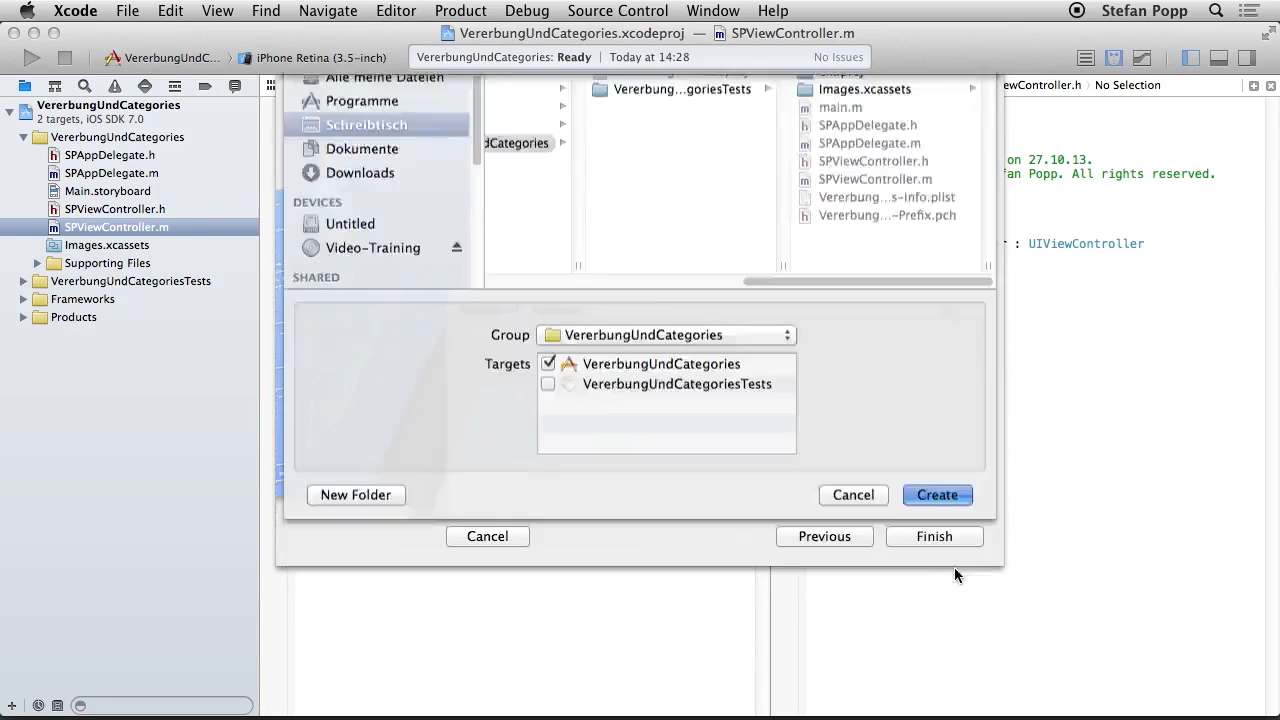 Xcode File Edit View Find Navigate Editor Product Debug Source Control Window Help Stefan Popp
VererbungUndCategories.xcodeproj — SPViewController.m
VererbungUndC... iPhone Retina (3.5-inch)
VererbungUndCategories: Ready | Today at 14:28 No Issues
VererbungUndCategories
2 targets, iOS SDK 7.0
VererbungUndCategories
SPAppDelegate.h
SPAppDelegate.m
Main.storyboard
SPViewController.h
SPViewController.m
Images.xcassets
Supporting Files
VererbungUndCategoriesTests
Frameworks
Products
Alle meine Dateien
Programme
Schreibtisch
Dokumente
Downloads
DEVICES
Untitled
Video-Training
SHARED
dCategories
Vererbung...goriesTests
Images.xcassets
main.m
SPAppDelegate.h
SPAppDelegate.m
SPViewController.h
SPViewController.m
Vererbung...s-Info.plist
Vererbung...-Prefix.pch
ewController.h No Selection
on 27.10.13.
fan Popp. All rights reserved.
: UIViewController
Group VererbungUndCategories
Targets VererbungUndCategories
VererbungUndCategoriesTests
New Folder Cancel Create
Cancel Previous Finish